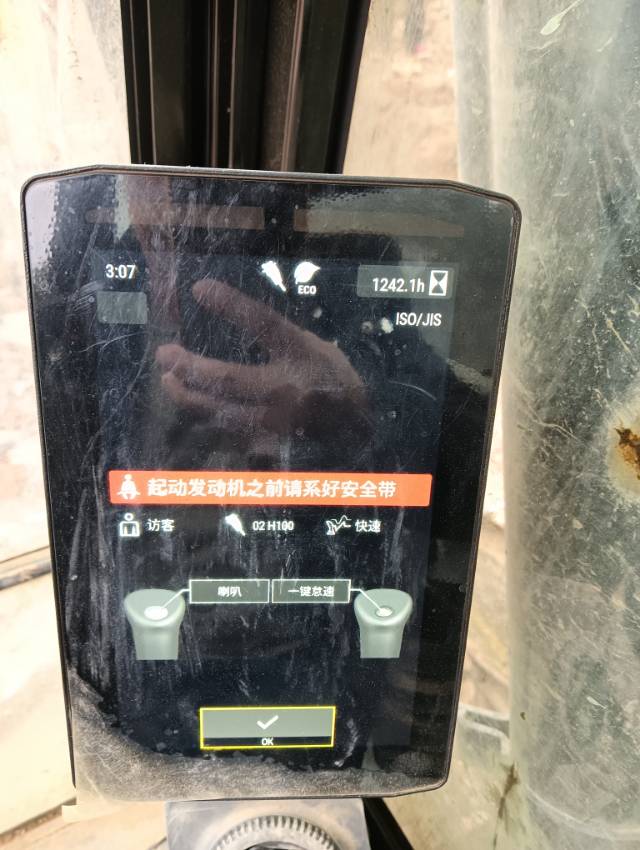 3:07
ECO
1242.1h
ISO/JIS
起动发动机之前请系好安全带
访客
02 H100
快速
喇叭
一键怠速
OK